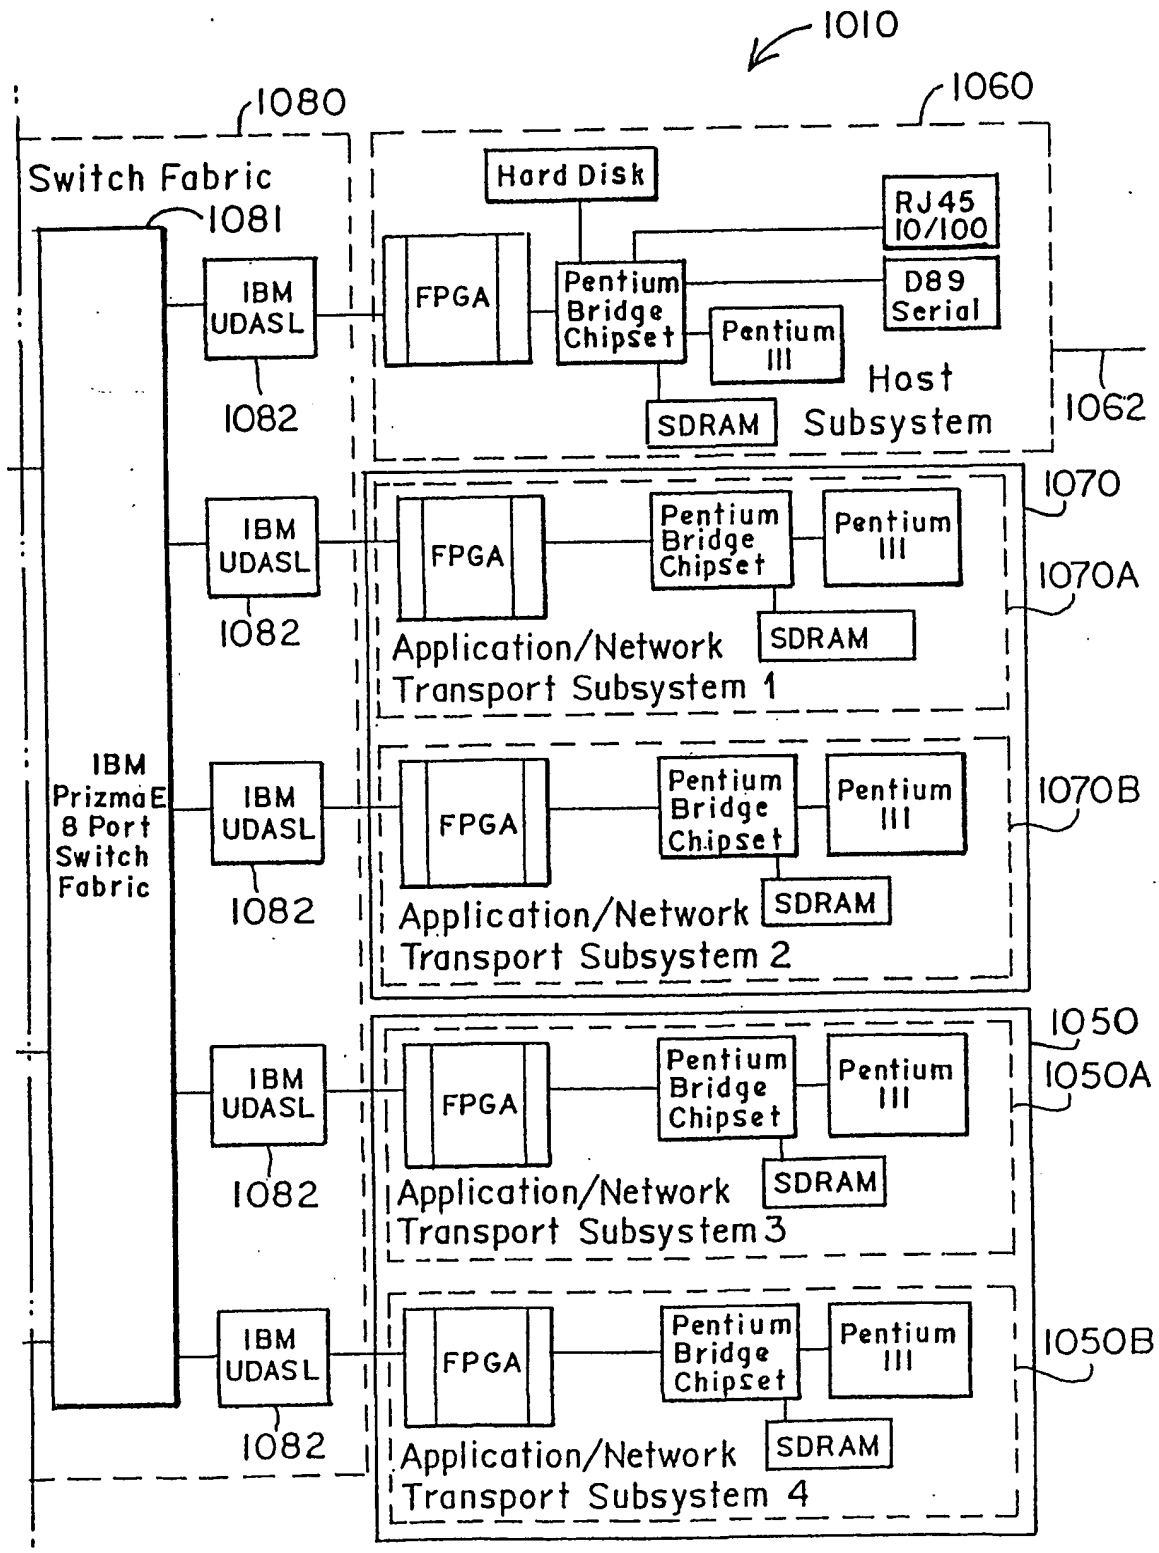 1010
1080
1060
Switch Fabric
1081
Hard Disk
RJ45
10/100
IBM
UDASL
FPGA
Pentium
Bridge
Chipset
D89
Serial
Pentium
III
1082
SDRAM
Host
Subsystem
1062
1070
IBM
UDASL
FPGA
Pentium
Bridge
Chipset
Pentium
III
1070A
1082
SDRAM
Application/Network
Transport Subsystem 1
IBM
PrizmaE
8 Port
Switch
Fabric
IBM
UDASL
FPGA
Pentium
Bridge
Chipset
Pentium
III
1070B
1082
SDRAM
Application/Network
Transport Subsystem 2
1050
IBM
UDASL
FPGA
Pentium
Bridge
Chipset
Pentium
III
1050A
1082
SDRAM
Application/Network
Transport Subsystem 3
IBM
UDASL
FPGA
Pentium
Bridge
Chipset
Pentium
III
1050B
1082
SDRAM
Application/Network
Transport Subsystem 4